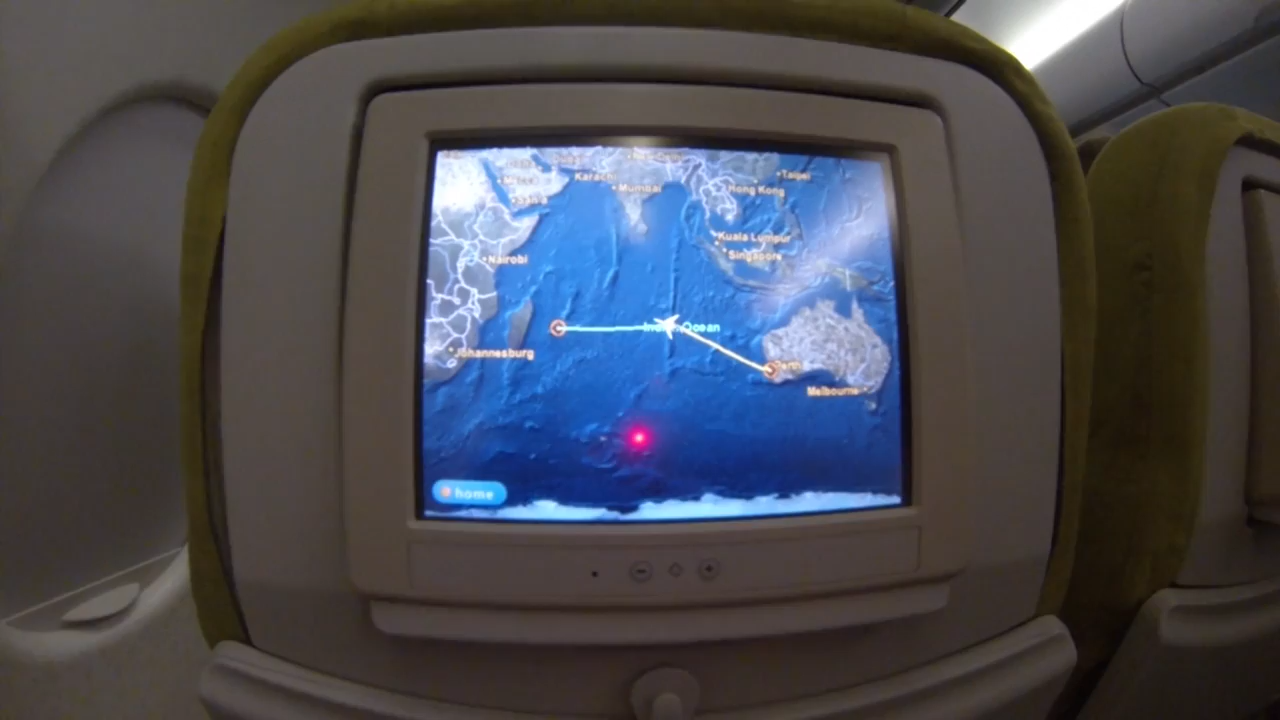 Karachi
Taipei
Mumbai
Hong Kong
Kuala Lumpur
Singapore
Nairobi
Indian Ocean
Johannesburg
Perth
Melbourne
home